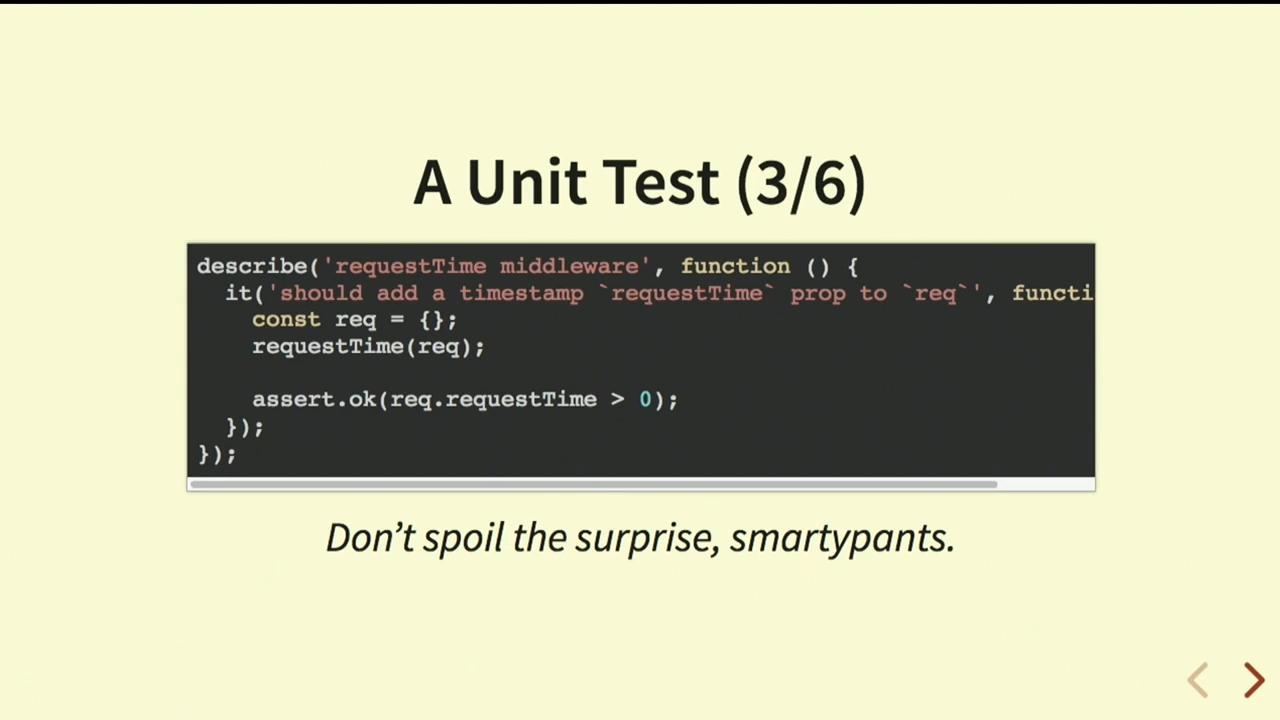 A Unit Test (3/6)
describe('requestTime middleware', function () {
  it('should add a timestamp `requestTime` prop to `req`', functi
    const req = {};
    requestTime(req);

    assert.ok(req.requestTime > 0);
  });
});
Don’t spoil the surprise, smartypants.